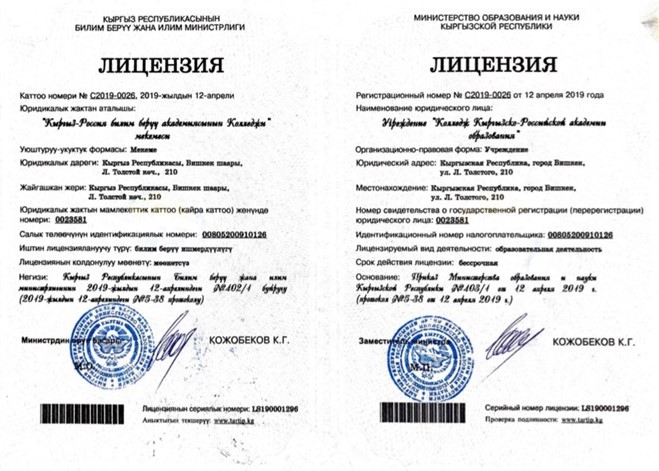 КЫРГЫЗ РЕСПУБЛИКАСЫНЫН
БИЛИМ БЕРҮҮ ЖАНА ИЛИМ МИНИСТРЛИГИ
ЛИЦЕНЗИЯ
Каттоо номери № С2019-0026, 2019-жылдын 12-апрели
Юридикалык жактан аталышы:
"Кыргыз-Россия билим берүү академиясынын Колледжи"
мекемеси
Уюштуруу-укуктук формасы: Мекеме
Юридикалык дареги: Кыргыз Республикасы, Бишкек шаары,
Л. Толстой көч., 210
Жайгашкан жери: Кыргыз Республикасы, Бишкек шаары,
Л. Толстой көч., 210
Юридикалык жактын мамлекеттик каттоо (кайра каттоо) жөнүндө
номери: 0023581
Салык төлөөчүнүн идентификациялык номери: 00805200910126
Ишинин лицензиялануучу түрү: билим берүү ишмердүүлүгү
Лицензиянын колдонулуу мөөнөтү: мөөнөтсүз
Негизи: Кыргыз Республикасынын Билим берүү жана илим
министрлигинин 2019-жылдын 12-апрелиндеги №102/1 буйругу
(2019-жылдын 12-апрелиндеги №5-38 протоколу)
Министрдин орун басары
КОЖОБЕКОВ К.Г.
М.О.
Лицензиянын сериялык номери: LS190001296
Аныктыгын текшерүү: www.tartip.kg
МИНИСТЕРСТВО ОБРАЗОВАНИЯ И НАУКИ
КЫРГЫЗСКОЙ РЕСПУБЛИКИ
ЛИЦЕНЗИЯ
Регистрационный номер № С2019-0026 от 12 апреля 2019 года
Наименование юридического лица:
Учреждение "Колледж Кыргызско-Российской академии
образования"
Организационно-правовая форма: Учреждение
Юридический адрес: Кыргызская Республика, город Бишкек,
ул. Л. Толстого, 210
Местонахождение: Кыргызская Республика, город Бишкек,
ул. Л. Толстого, 210
Номер свидетельства о государственной регистрации (перерегистрации)
юридического лица: 0023581
Идентификационный номер налогоплательщика: 00805200910126
Лицензируемый вид деятельности: образовательная деятельность
Срок действия лицензии: бессрочная
Основание: Приказ Министерства образования и науки
Кыргызской Республики №103/1 от 12 апреля 2019 г.
(протокол №5-38 от 12 апреля 2019 г.)
Заместитель министра
КОЖОБЕКОВ К.Г.
М.П.
Серийный номер лицензии: LS190001296
Проверка подлинности: www.tartip.kg